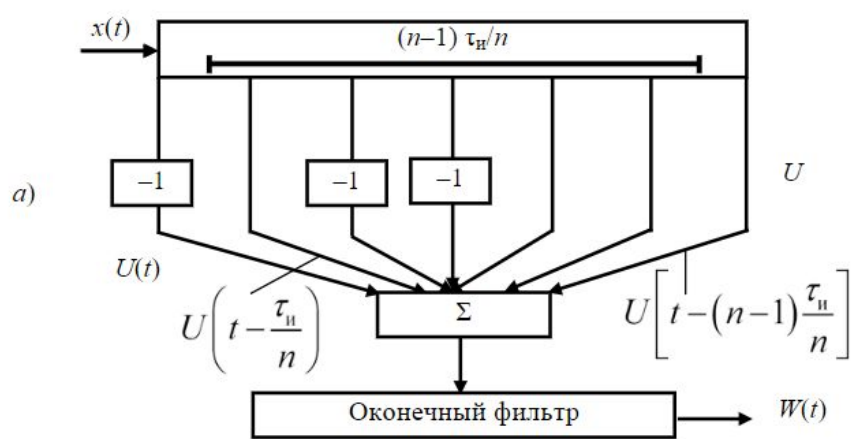 x(t)
(n–1) τи/n
–1 –1 –1
U
а)
U(t)
U(t – τи/n)
U[t – (n–1) τи/n]
Σ
Оконечный фильтр
W(t)